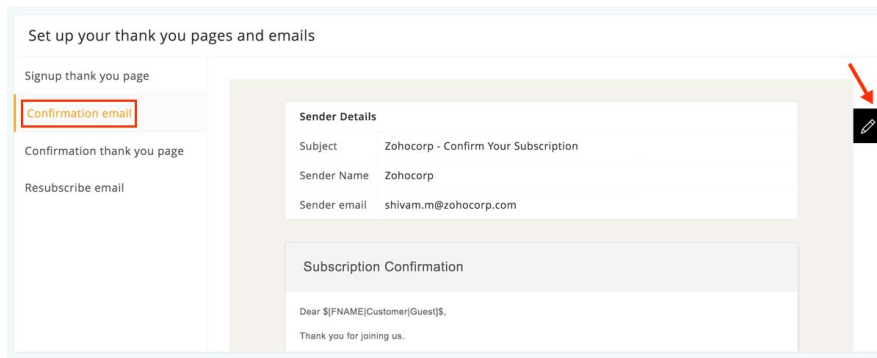 Set up your thank you pages and emails
Signup thank you page
Confirmation email
Confirmation thank you page
Resubscribe email
Sender Details
Subject Zohocorp - Confirm Your Subscription
Sender Name Zohocorp
Sender email shivam.m@zohocorp.com
Subscription Confirmation
Dear $[FNAME|Customer|Guest]$,
Thank you for joining us.